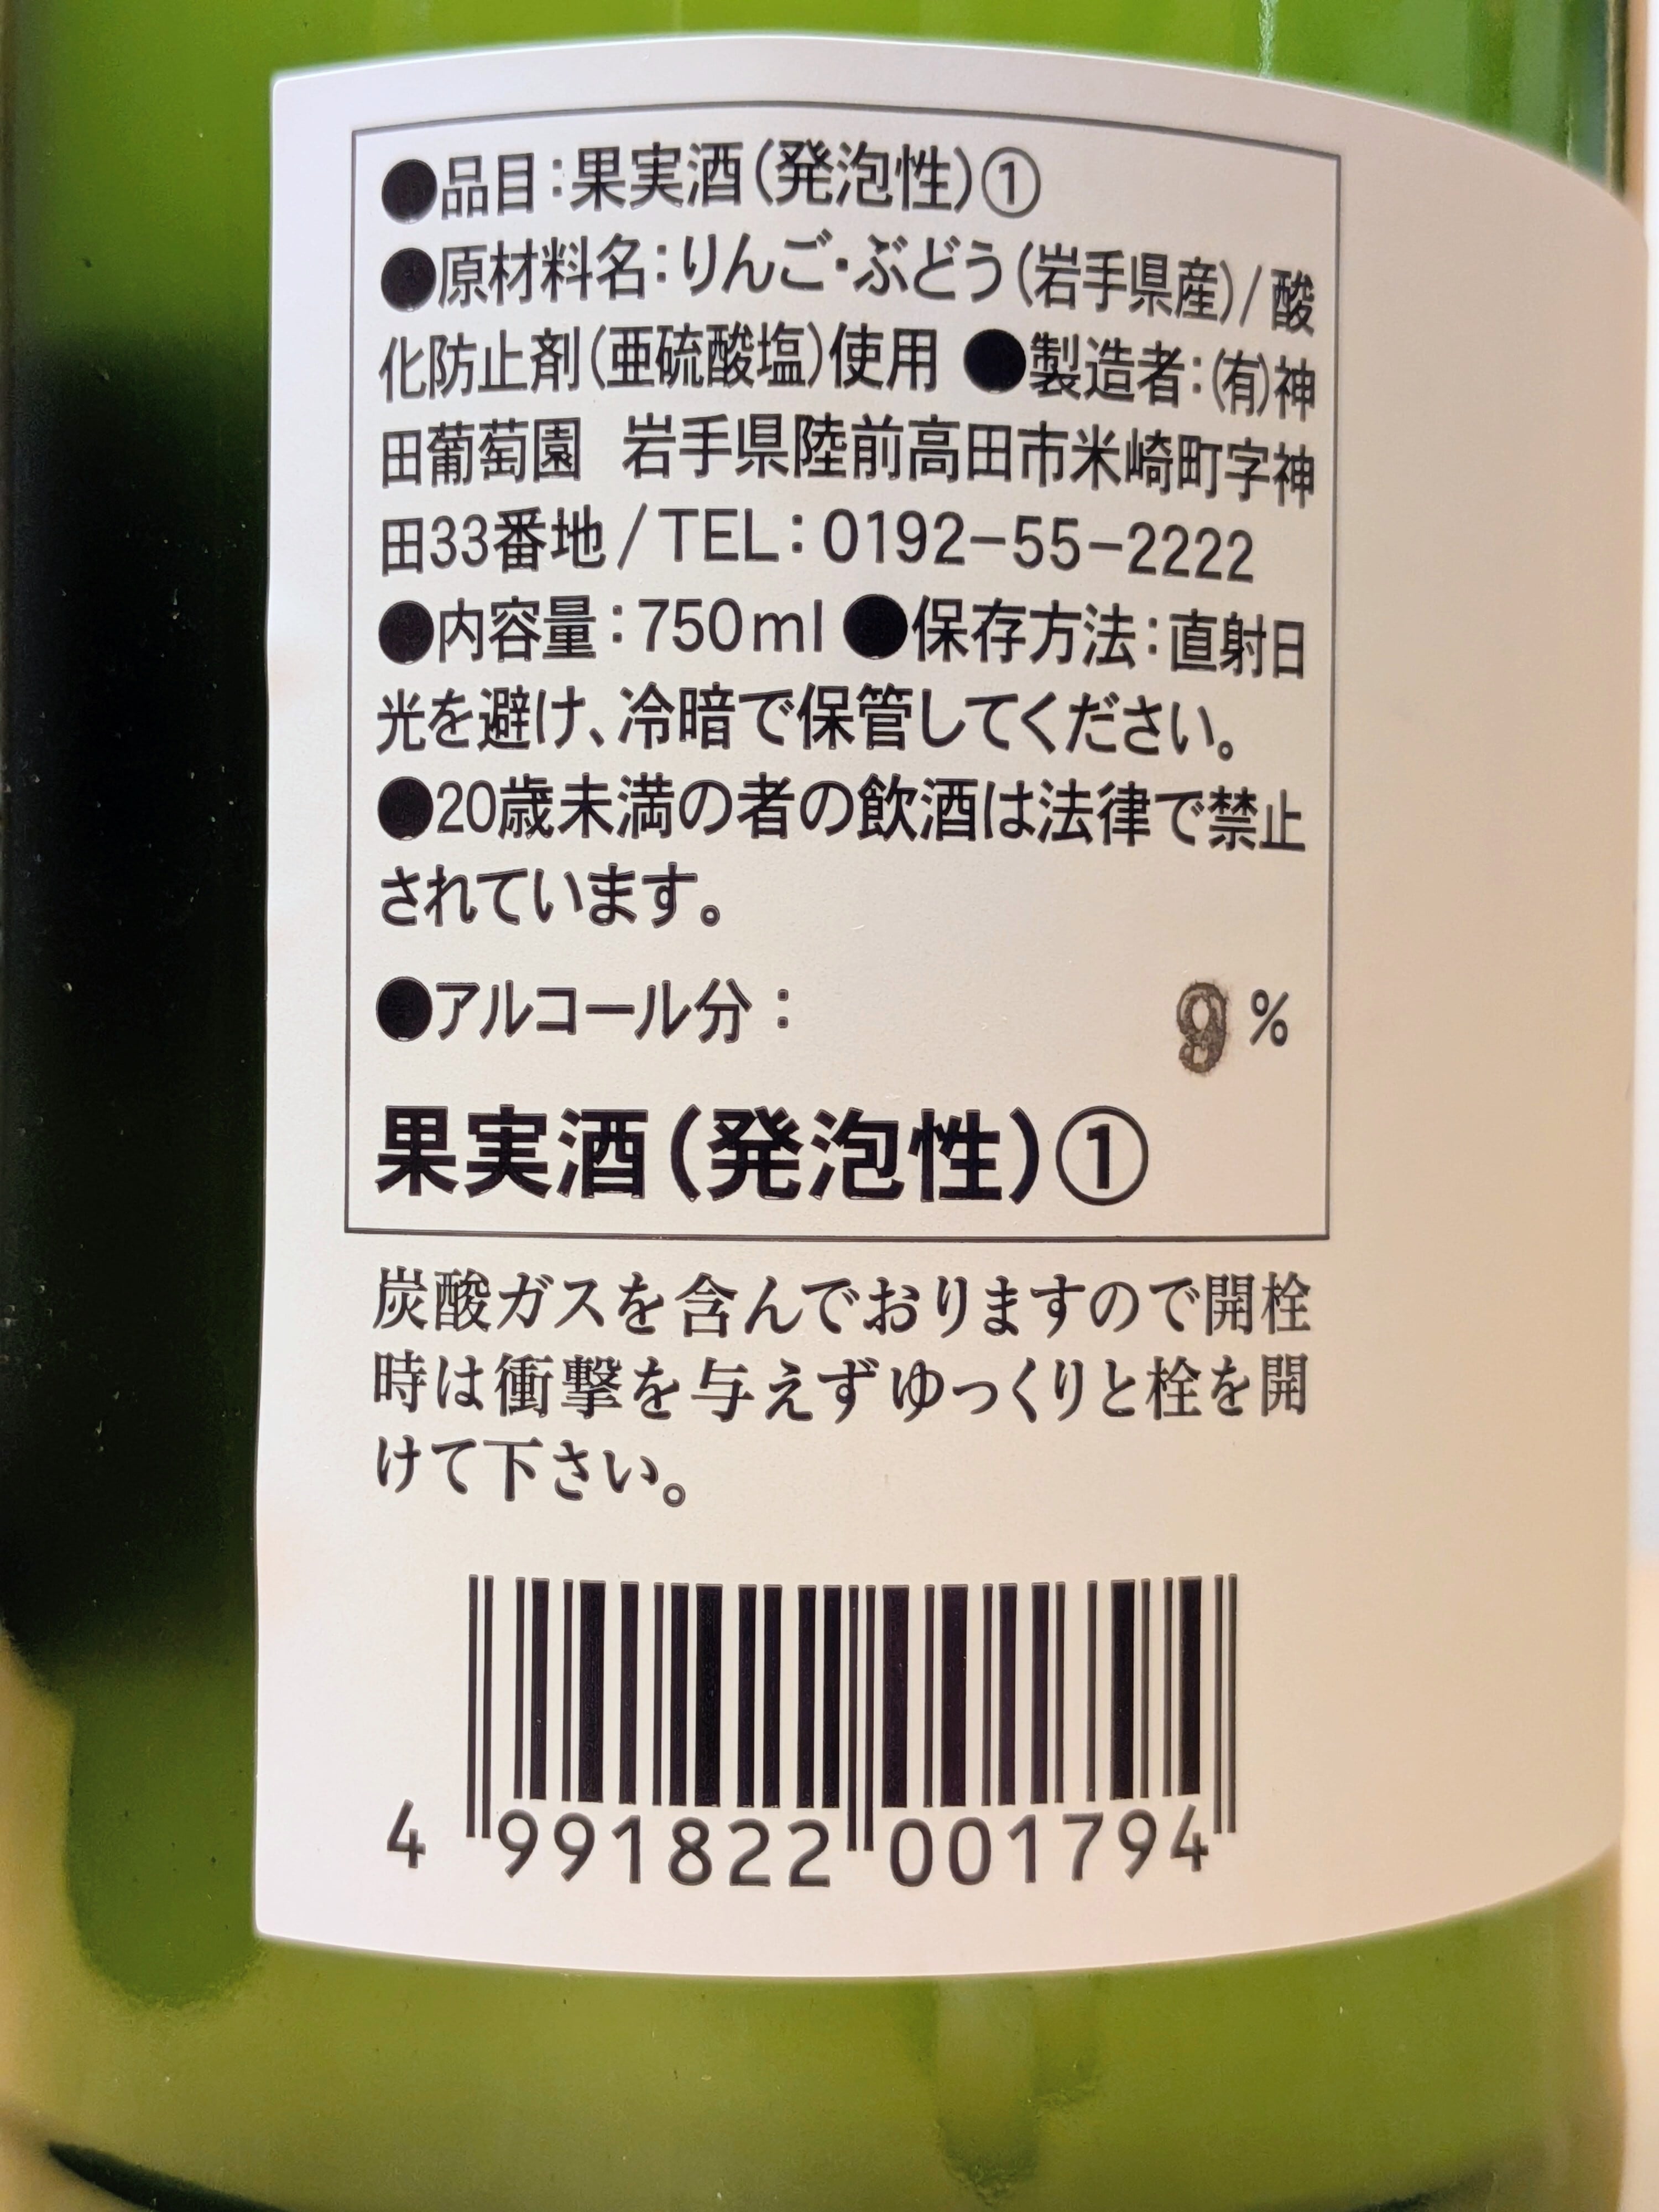 ●品目：果実酒（発泡性）①
●原材料名：りんご・ぶどう（岩手県産）/酸
化防止剤（亜硫酸塩）使用 ●製造者：(有)神
田葡萄園 岩手県陸前高田市米崎町字神
田33番地/TEL：0192-55-2222
●内容量：750ml ●保存方法：直射日
光を避け、冷暗で保管してください。
●20歳未満の者の飲酒は法律で禁止
されています。
●アルコール分： 9%
果実酒（発泡性）①
炭酸ガスを含んでおりますので開栓
時は衝撃を与えずゆっくりと栓を開
けて下さい。
4 991822 001794